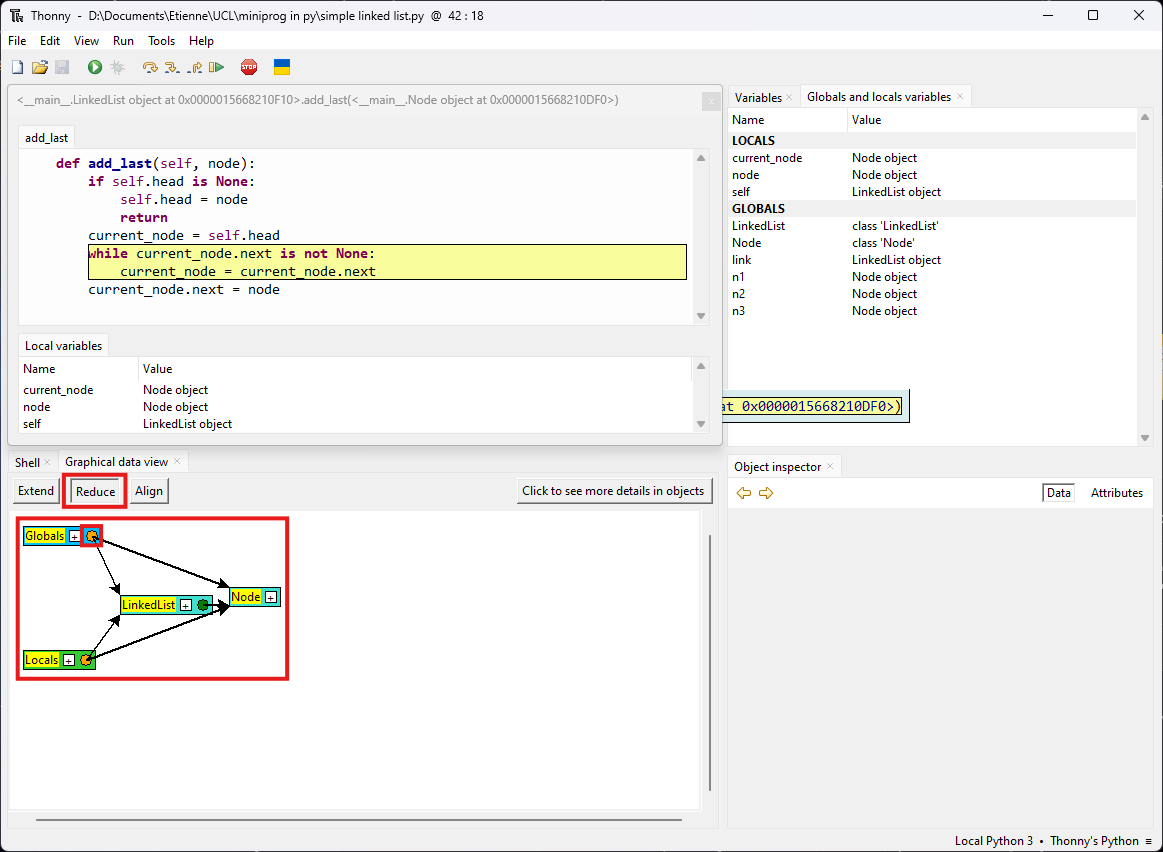 Thonny - D:\Documents\Etienne\UCL\miniprog in py\simple linked list.py @ 42 : 18
File Edit View Run Tools Help
STOP
<__main__.LinkedList object at 0x0000015668210F10>.add_last(<__main__.Node object at 0x0000015668210DF0>)
add_last
def add_last(self, node):
if self.head is None:
self.head = node
return
current_node = self.head
while current_node.next is not None:
current_node = current_node.next
current_node.next = node
Local variables
Name Value
current_node Node object
node Node object
self LinkedList object
Variables Globals and locals variables
Name Value
LOCALS
current_node Node object
node Node object
self LinkedList object
GLOBALS
LinkedList class 'LinkedList'
Node class 'Node'
link LinkedList object
n1 Node object
n2 Node object
n3 Node object
at 0x0000015668210DF0>)
Shell Graphical data view
Extend Reduce Align Click to see more details in objects
Globals +
LinkedList +
Node +
Locals +
Object inspector
Data Attributes
Local Python 3 • Thonny's Python ≡